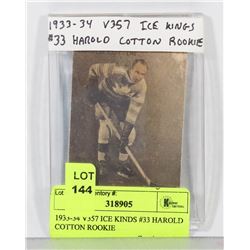 1933-34 V357 ICE KINGS
#33 HAROLD COTTON ROOKIE
LOT
144
Inventory #:
318905
1933-34 V357 ICE KINDS #33 HAROLD
COTTON ROOKIE